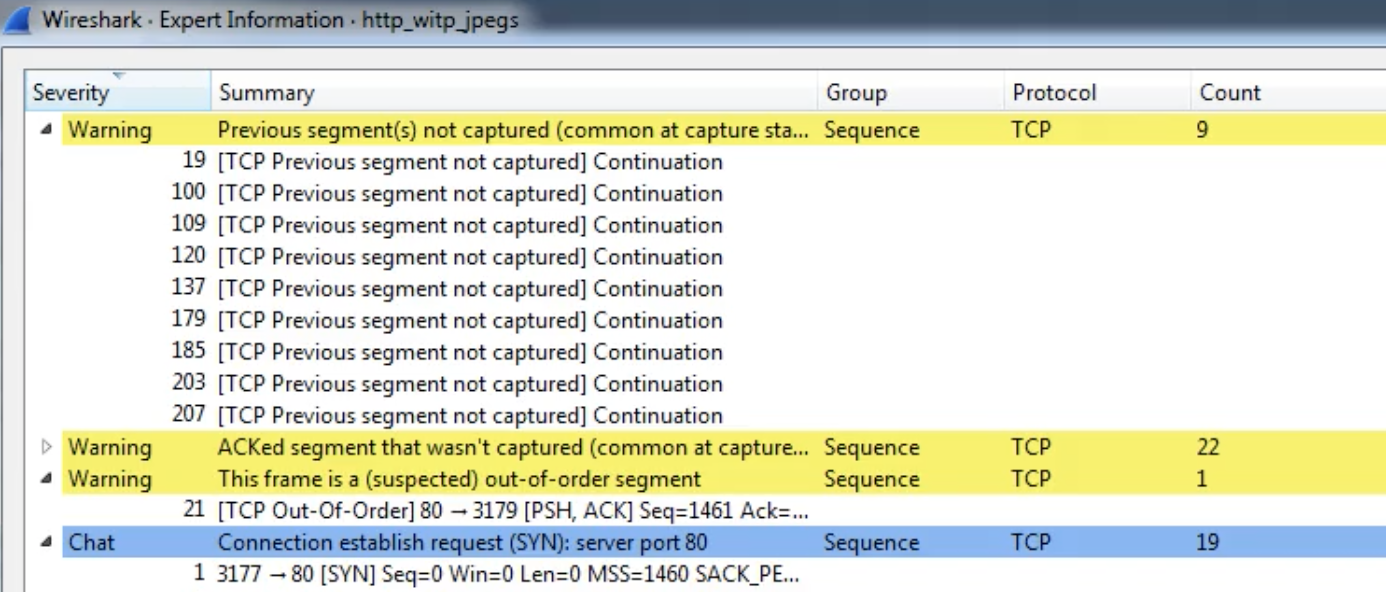 Wireshark · Expert Information · http_witp_jpegs
Severity Summary Group Protocol Count
Warning Previous segment(s) not captured (common at capture sta... Sequence TCP 9
19 [TCP Previous segment not captured] Continuation
100 [TCP Previous segment not captured] Continuation
109 [TCP Previous segment not captured] Continuation
120 [TCP Previous segment not captured] Continuation
137 [TCP Previous segment not captured] Continuation
179 [TCP Previous segment not captured] Continuation
185 [TCP Previous segment not captured] Continuation
203 [TCP Previous segment not captured] Continuation
207 [TCP Previous segment not captured] Continuation
Warning ACKed segment that wasn't captured (common at capture... Sequence TCP 22
Warning This frame is a (suspected) out-of-order segment Sequence TCP 1
21 [TCP Out-Of-Order] 80 → 3179 [PSH, ACK] Seq=1461 Ack=...
Chat Connection establish request (SYN): server port 80 Sequence TCP 19
1 3177 → 80 [SYN] Seq=0 Win=0 Len=0 MSS=1460 SACK_PE...